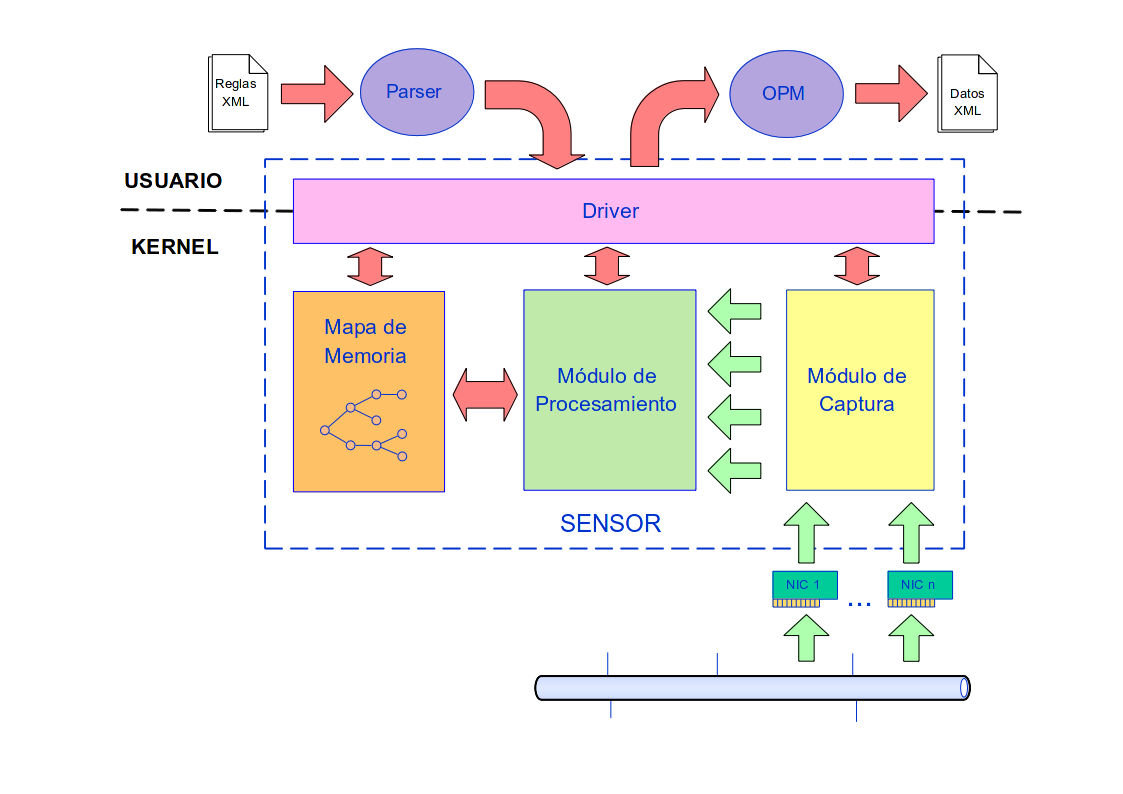 Reglas
XML
Parser
OPM
Datos
XML
USUARIO
KERNEL
Driver
Mapa de
Memoria
Módulo de
Procesamiento
Módulo de
Captura
SENSOR
NIC 1
...
NIC n